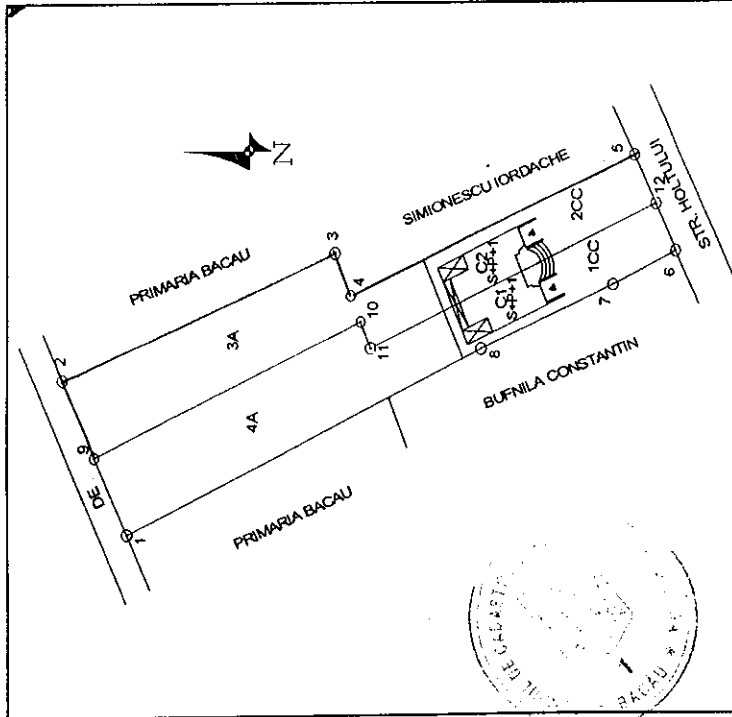 N
PRIMARIA BACAU
SIMIONESCU IORDACHE
2
3
4
10
11
3A
9
DE
4A
1
PRIMARIA BACAU
C2
S+P+1
C1
S+P+1
2CC
1CC
5
12
6
7
8
STR. HOLTULUI
BUFNILA CONSTANTIN
DE
BACAU *